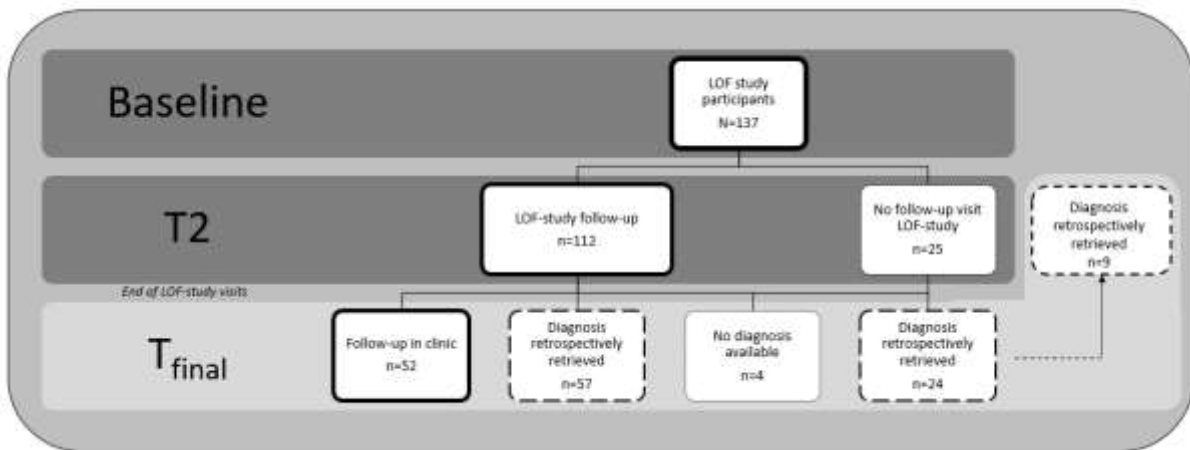 Baseline
LOF study
participants
N=137
T2
LOF-study follow-up
n=112
No follow-up visit
LOF-study
n=25
Diagnosis
retrospectively
retrieved
n=9
End of LOF-study visits
Tfinal
Follow-up in clinic
n=52
Diagnosis
retrospectively
retrieved
n=57
No diagnosis
available
n=4
Diagnosis
retrospectively
retrieved
n=24